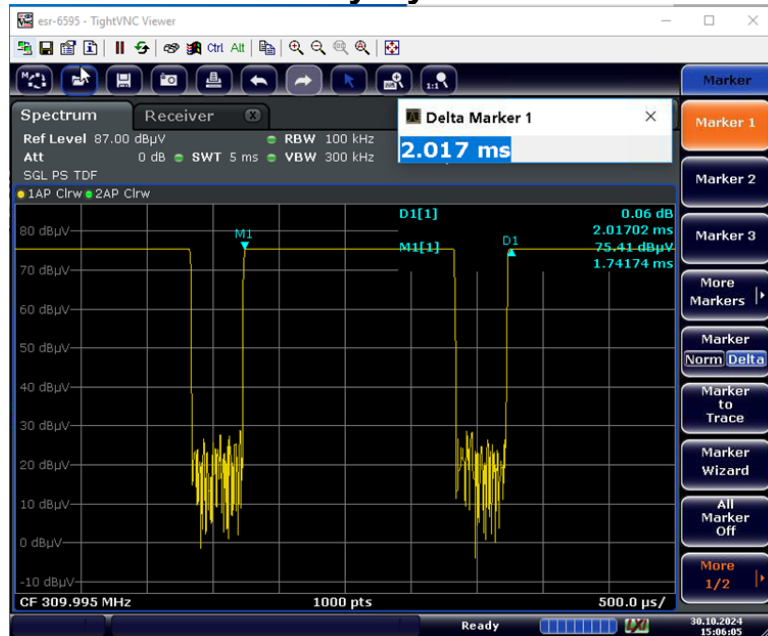 esr-6595 - TightVNC Viewer
Ctrl Alt
Spectrum Receiver
Ref Level 87.00 dBµV RBW 100 kHz
Att 0 dB SWT 5 ms VBW 300 kHz
SGL PS TDF
1AP Clrw 2AP Clrw
Delta Marker 1
2.017 ms
D1[1] 0.06 dB
2.01702 ms
M1[1] 75.41 dBµV
1.74174 ms
M1
D1
80 dBµV
70 dBµV
60 dBµV
50 dBµV
40 dBµV
30 dBµV
20 dBµV
10 dBµV
0 dBµV
-10 dBµV
CF 309.995 MHz 1000 pts 500.0 µs/
Ready
Marker
Marker 1
Marker 2
Marker 3
More
Markers
Marker
Norm Delta
Marker
to
Trace
Marker
Wizard
All
Marker
Off
More
1/2
30.10.2024
15:06:05